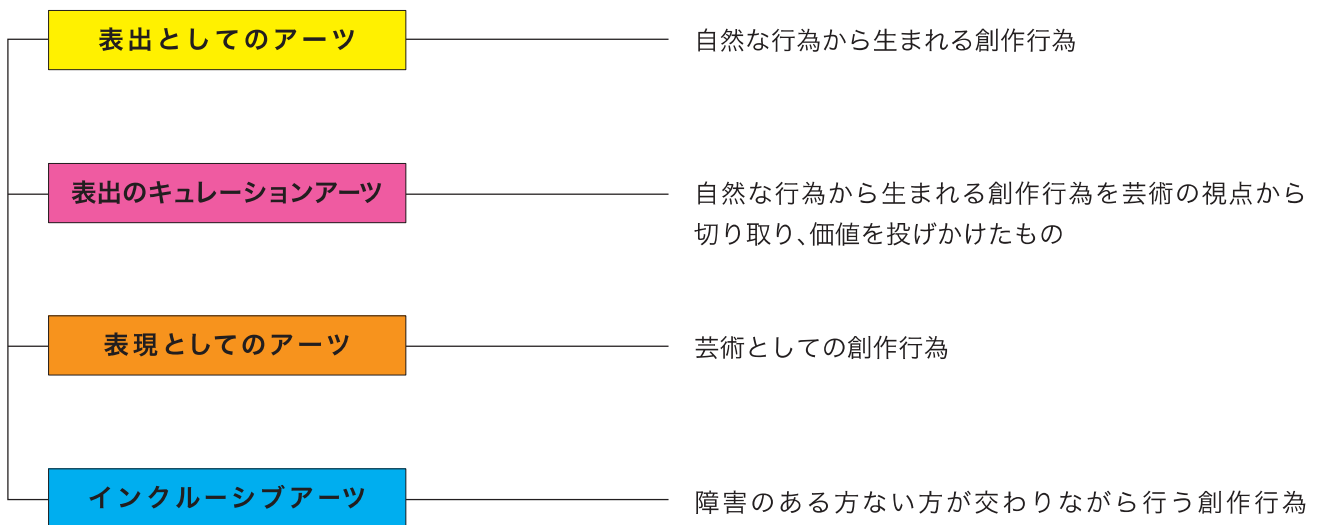 表出としてのアーツ
自然な行為から生まれる創作行為
表出のキュレーションアーツ
自然な行為から生まれる創作行為を芸術の視点から
切り取り、価値を投げかけたもの
表現としてのアーツ
芸術としての創作行為
インクルーシブアーツ
障害のある方ない方が交わりながら行う創作行為